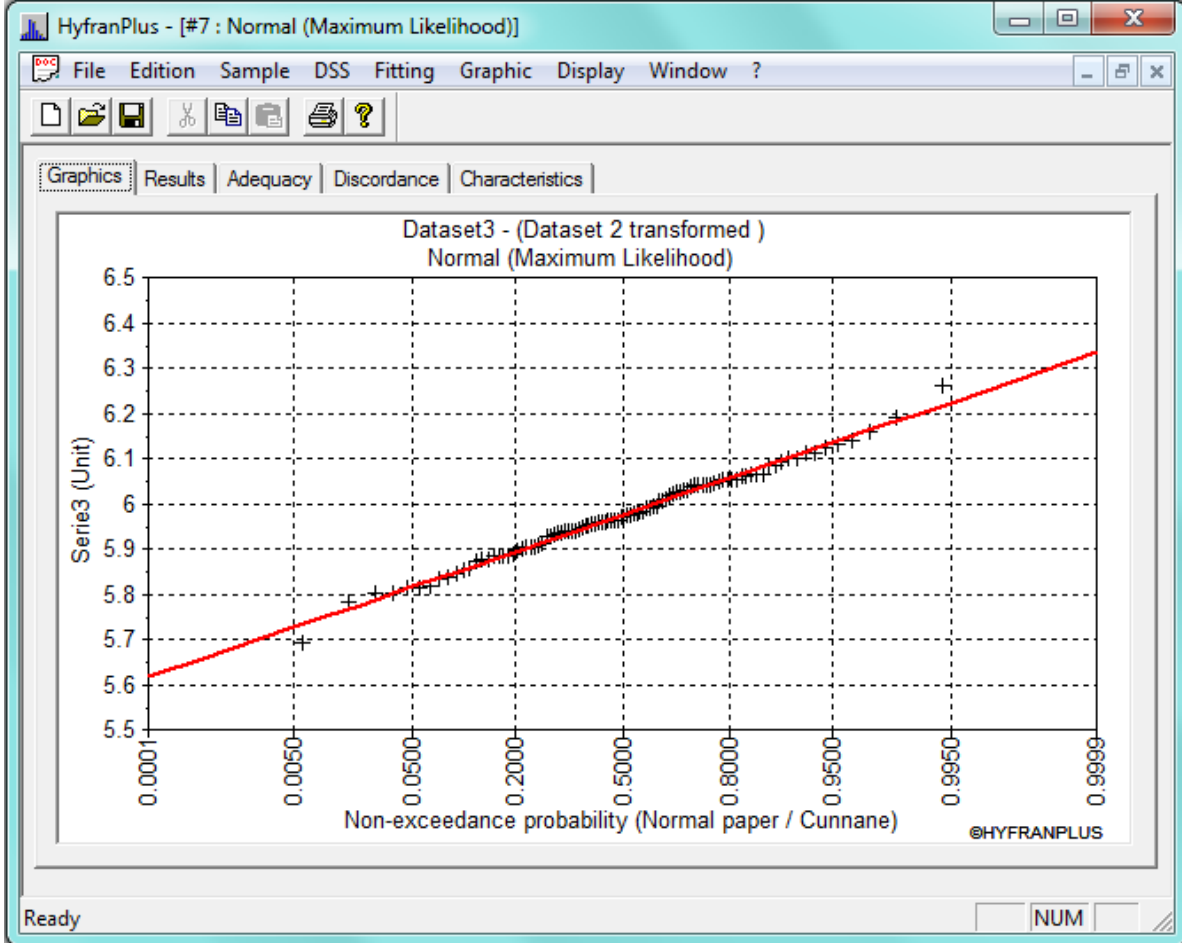 HyfranPlus - [#7 : Normal (Maximum Likelihood)]
DOC File Edition Sample DSS Fitting Graphic Display Window ?
Graphics Results Adequacy Discordance Characteristics
Dataset3 - (Dataset 2 transformed )
Normal (Maximum Likelihood)
6.5
6.4
6.3
6.2
6.1
6
5.9
5.8
5.7
5.6
5.5
Serie3 (Unit)
0.0001 0.0050 0.0500 0.2000 0.5000 0.8000 0.9500 0.9950 0.9999
Non-exceedance probability (Normal paper / Cunnane)
©HYFRANPLUS
Ready NUM